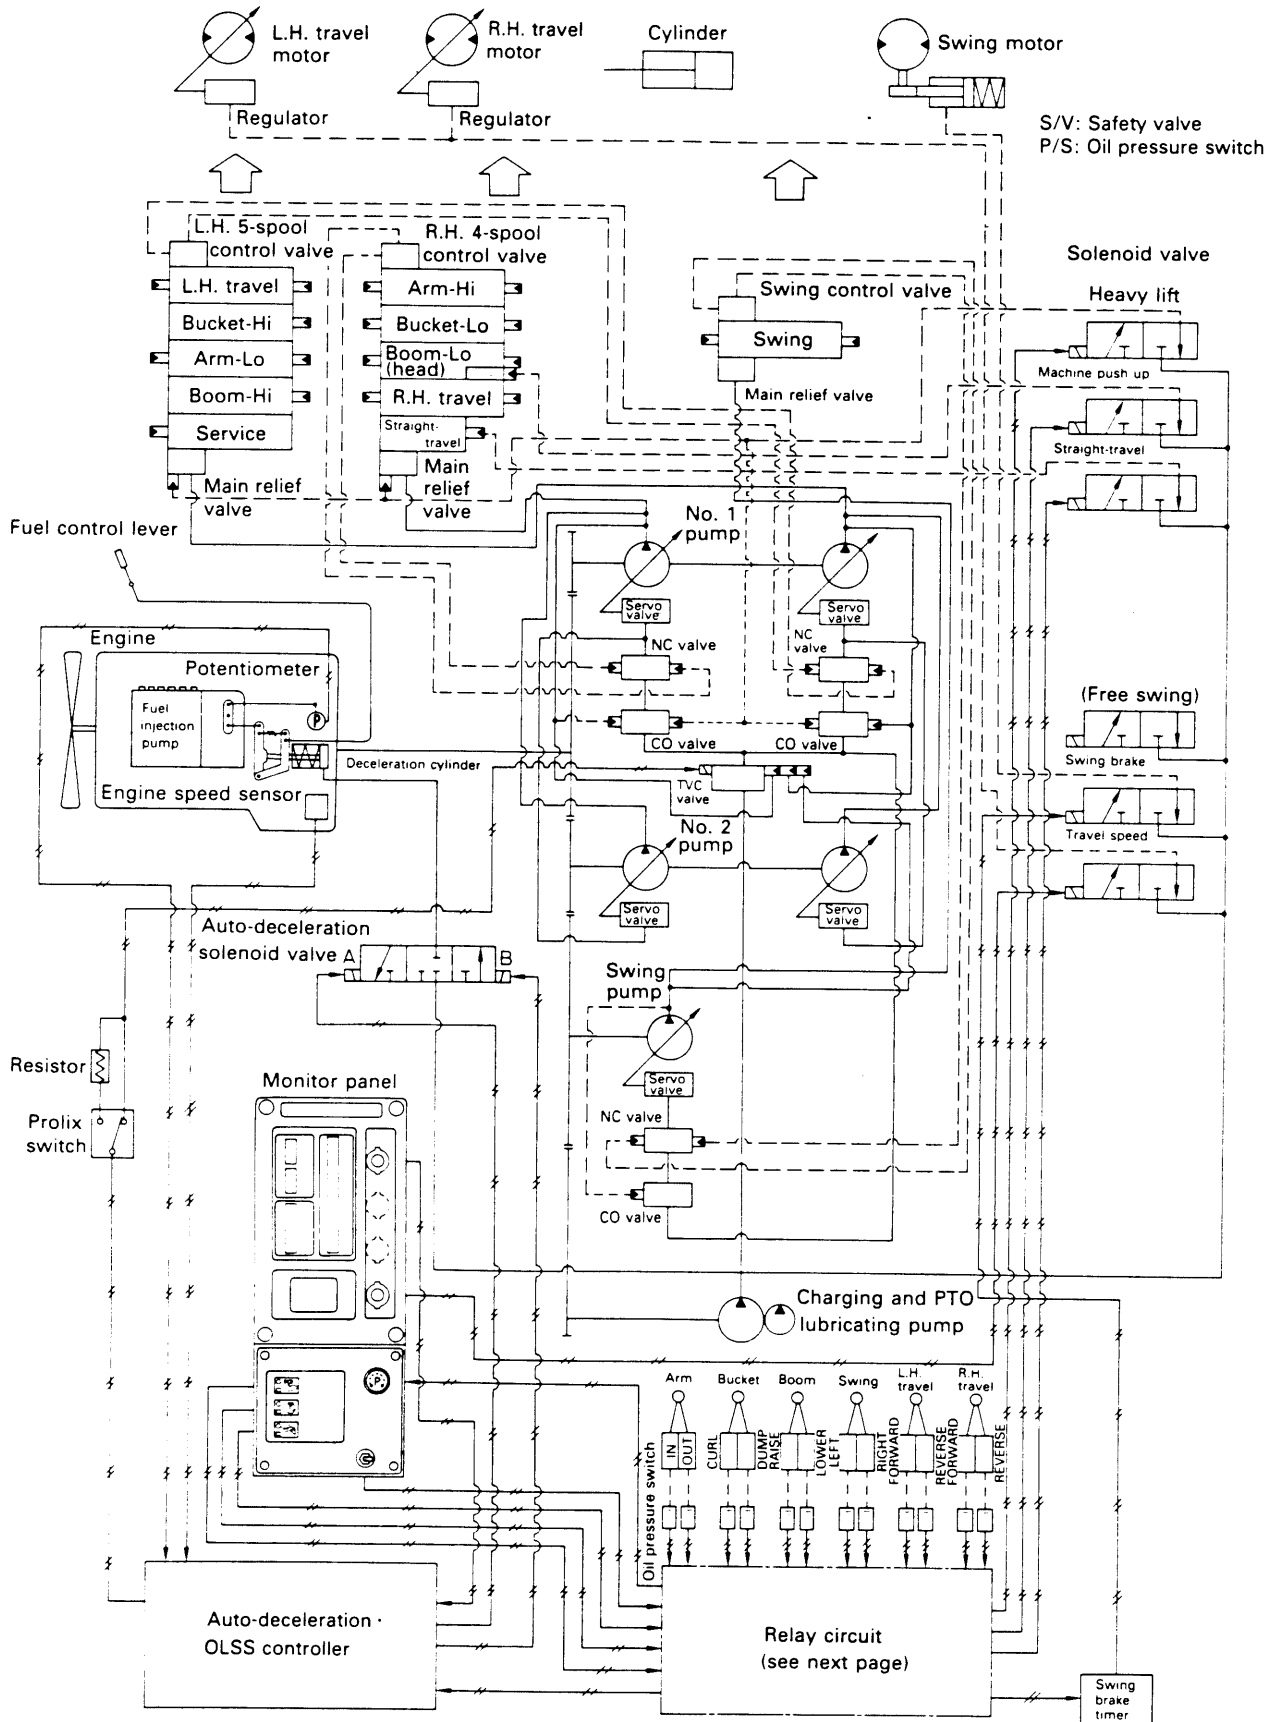 L.H. travel
motor
R.H. travel
motor
Cylinder
Swing motor
Regulator
Regulator
S/V: Safety valve
P/S: Oil pressure switch
L.H. 5-spool
control valve
R.H. 4-spool
control valve
Solenoid valve
L.H. travel
Bucket-Hi
Arm-Lo
Boom-Hi
Service
Arm-Hi
Bucket-Lo
Boom-Lo
(head)
R.H. travel
Straight-
travel
Swing control valve
Swing
Main relief valve
Heavy lift
Machine push up
Straight-travel
Main relief
valve
Main
relief
valve
Fuel control lever
No. 1
pump
Servo
valve
Servo
valve
NC valve
NC
valve
Engine
Potentiometer
Fuel
injection
pump
P
CO valve
CO valve
(Free swing)
Swing brake
Deceleration cylinder
TVC
valve
Engine speed sensor
Travel speed
No. 2
pump
Servo
valve
Servo
valve
Auto-deceleration
solenoid valve
A
B
Swing
pump
Servo
valve
Resistor
Monitor panel
NC valve
Prolix
switch
CO valve
Charging and PTO
lubricating pump
P
Arm
Bucket
Boom
Swing
L.H.
travel
R.H.
travel
Oil pressure switch
IN
OUT
CURL
DUMP
RAISE
LOWER
LEFT
RIGHT
FORWARD
REVERSE
FORWARD
REVERSE
Auto-deceleration ·
OLSS controller
Relay circuit
(see next page)
Swing
brake
timer